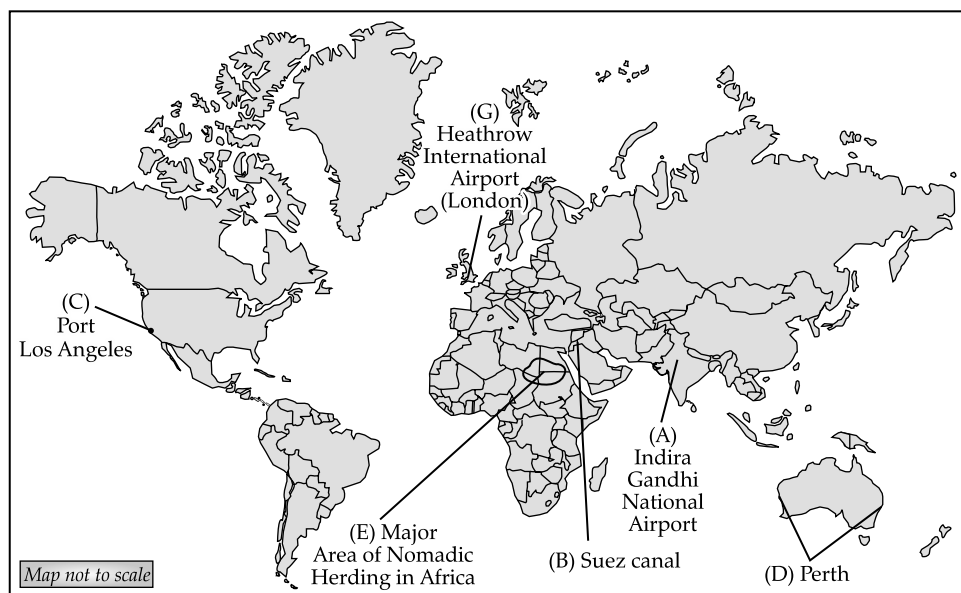 (G)
Heathrow
International
Airport
(London)
(C)
Port
Los Angeles
(A)
Indira
Gandhi
National
Airport
(E) Major
Area of Nomadic
Herding in Africa
(B) Suez canal
(D) Perth
Map not to scale